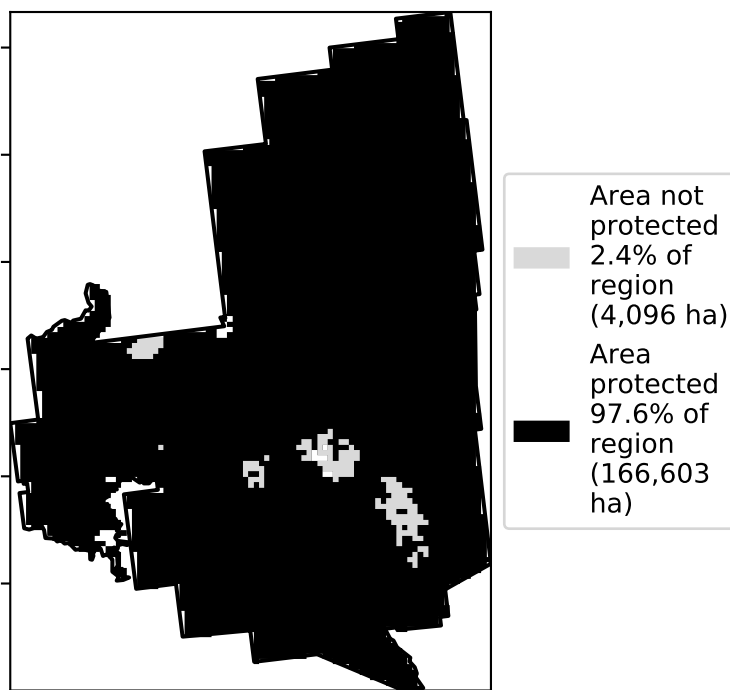 Area not
protected
2.4% of
region
(4,096 ha)
Area
protected
97.6% of
region
(166,603
ha)